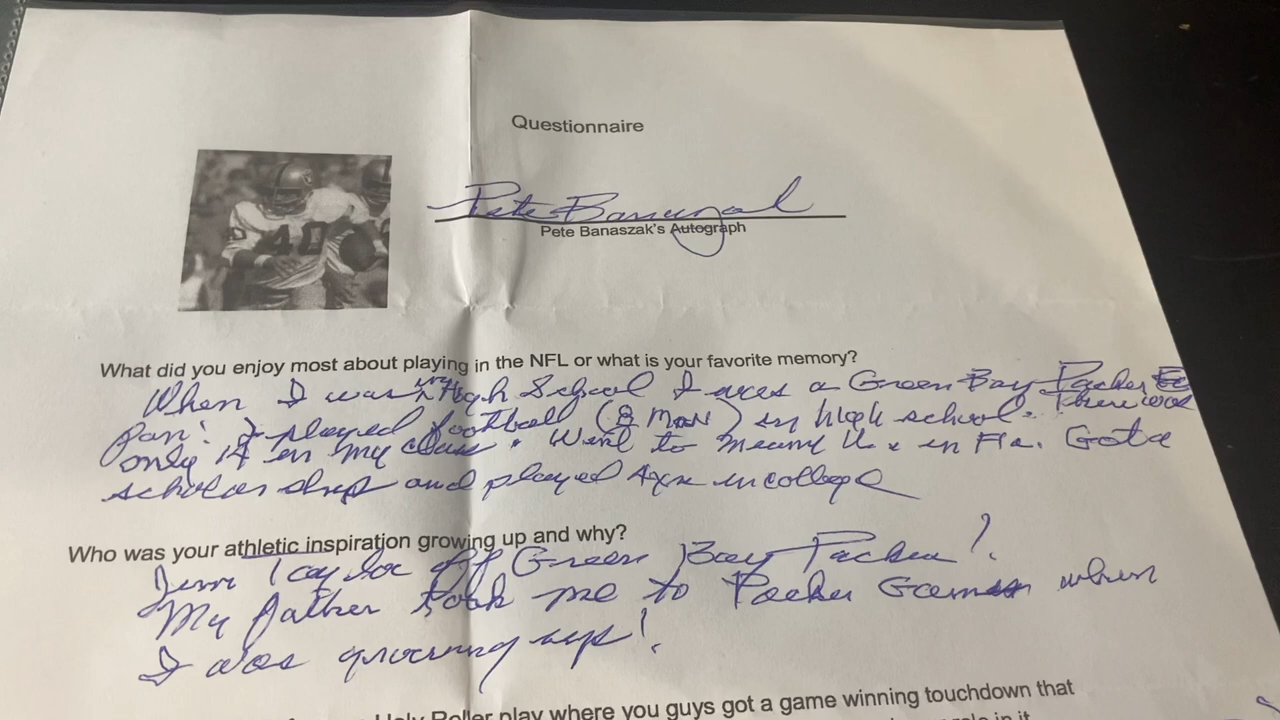 Questionnaire
Pete Banaszak
Pete Banaszak's Autograph
40
What did you enjoy most about playing in the NFL or what is your favorite memory?
When I was in High School I was a Green Bay Packer
Fan! I played football (8 man) in high school. There was
only 14 in my class. Went to Miami U. in Fla. Got a
scholarship and played 4 yrs in college
Who was your athletic inspiration growing up and why?
Jim Taylor of Green Bay Packer!
My father took me to Packer Games when
I was growing up!
Holy Roller play where you guys got a game winning touchdown that
role in it